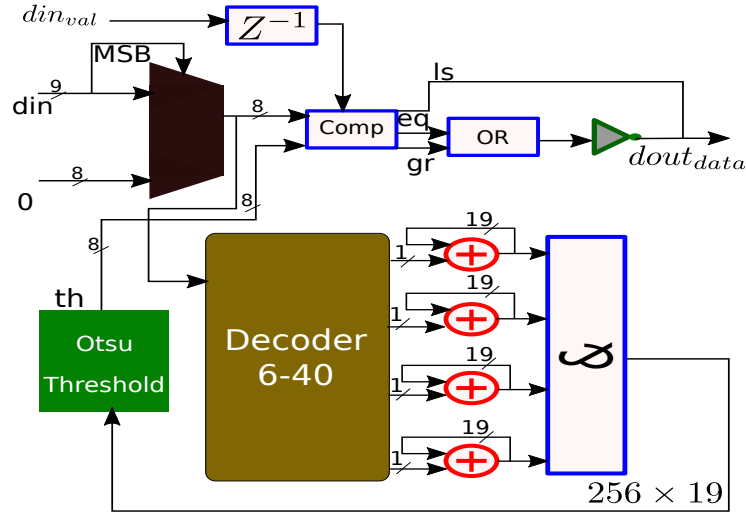 din_val
Z^{-1}
MSB
9
din
8
0
8
8
8
Comp
ls
eq
gr
OR
dout_data
th
Otsu
Threshold
Decoder
6-40
19
1
19
1
19
1
19
1
&
256 × 19